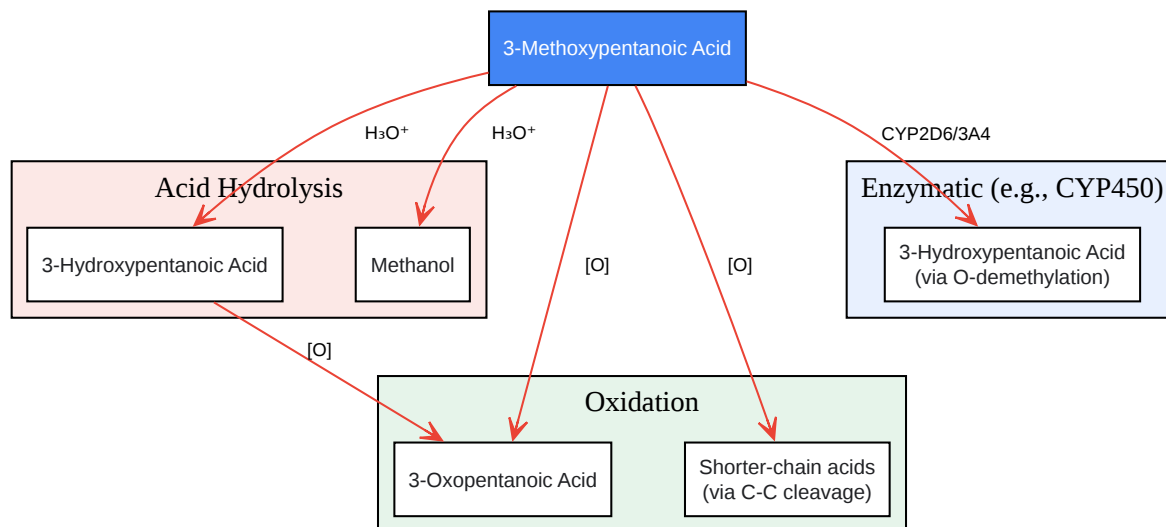 3-Methoxypentanoic Acid
H₃O⁺
H₃O⁺
CYP2D6/3A4
Acid Hydrolysis
Enzymatic (e.g., CYP450)
3-Hydroxypentanoic Acid
Methanol
3-Hydroxypentanoic Acid
(via O-demethylation)
[O]
[O]
[O]
Oxidation
3-Oxopentanoic Acid
Shorter-chain acids
(via C-C cleavage)